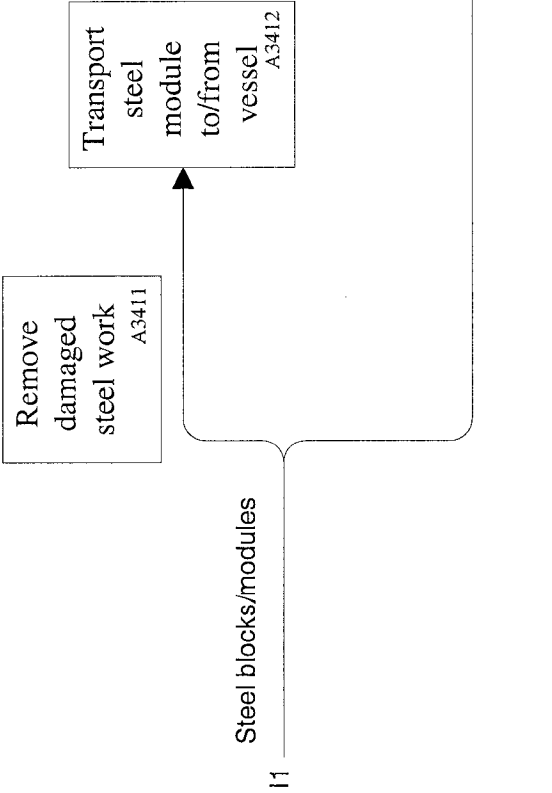 Remove
damaged
steel work
A3411
Transport
steel
module
to/from
vessel
A3412
Steel blocks/modules
I1